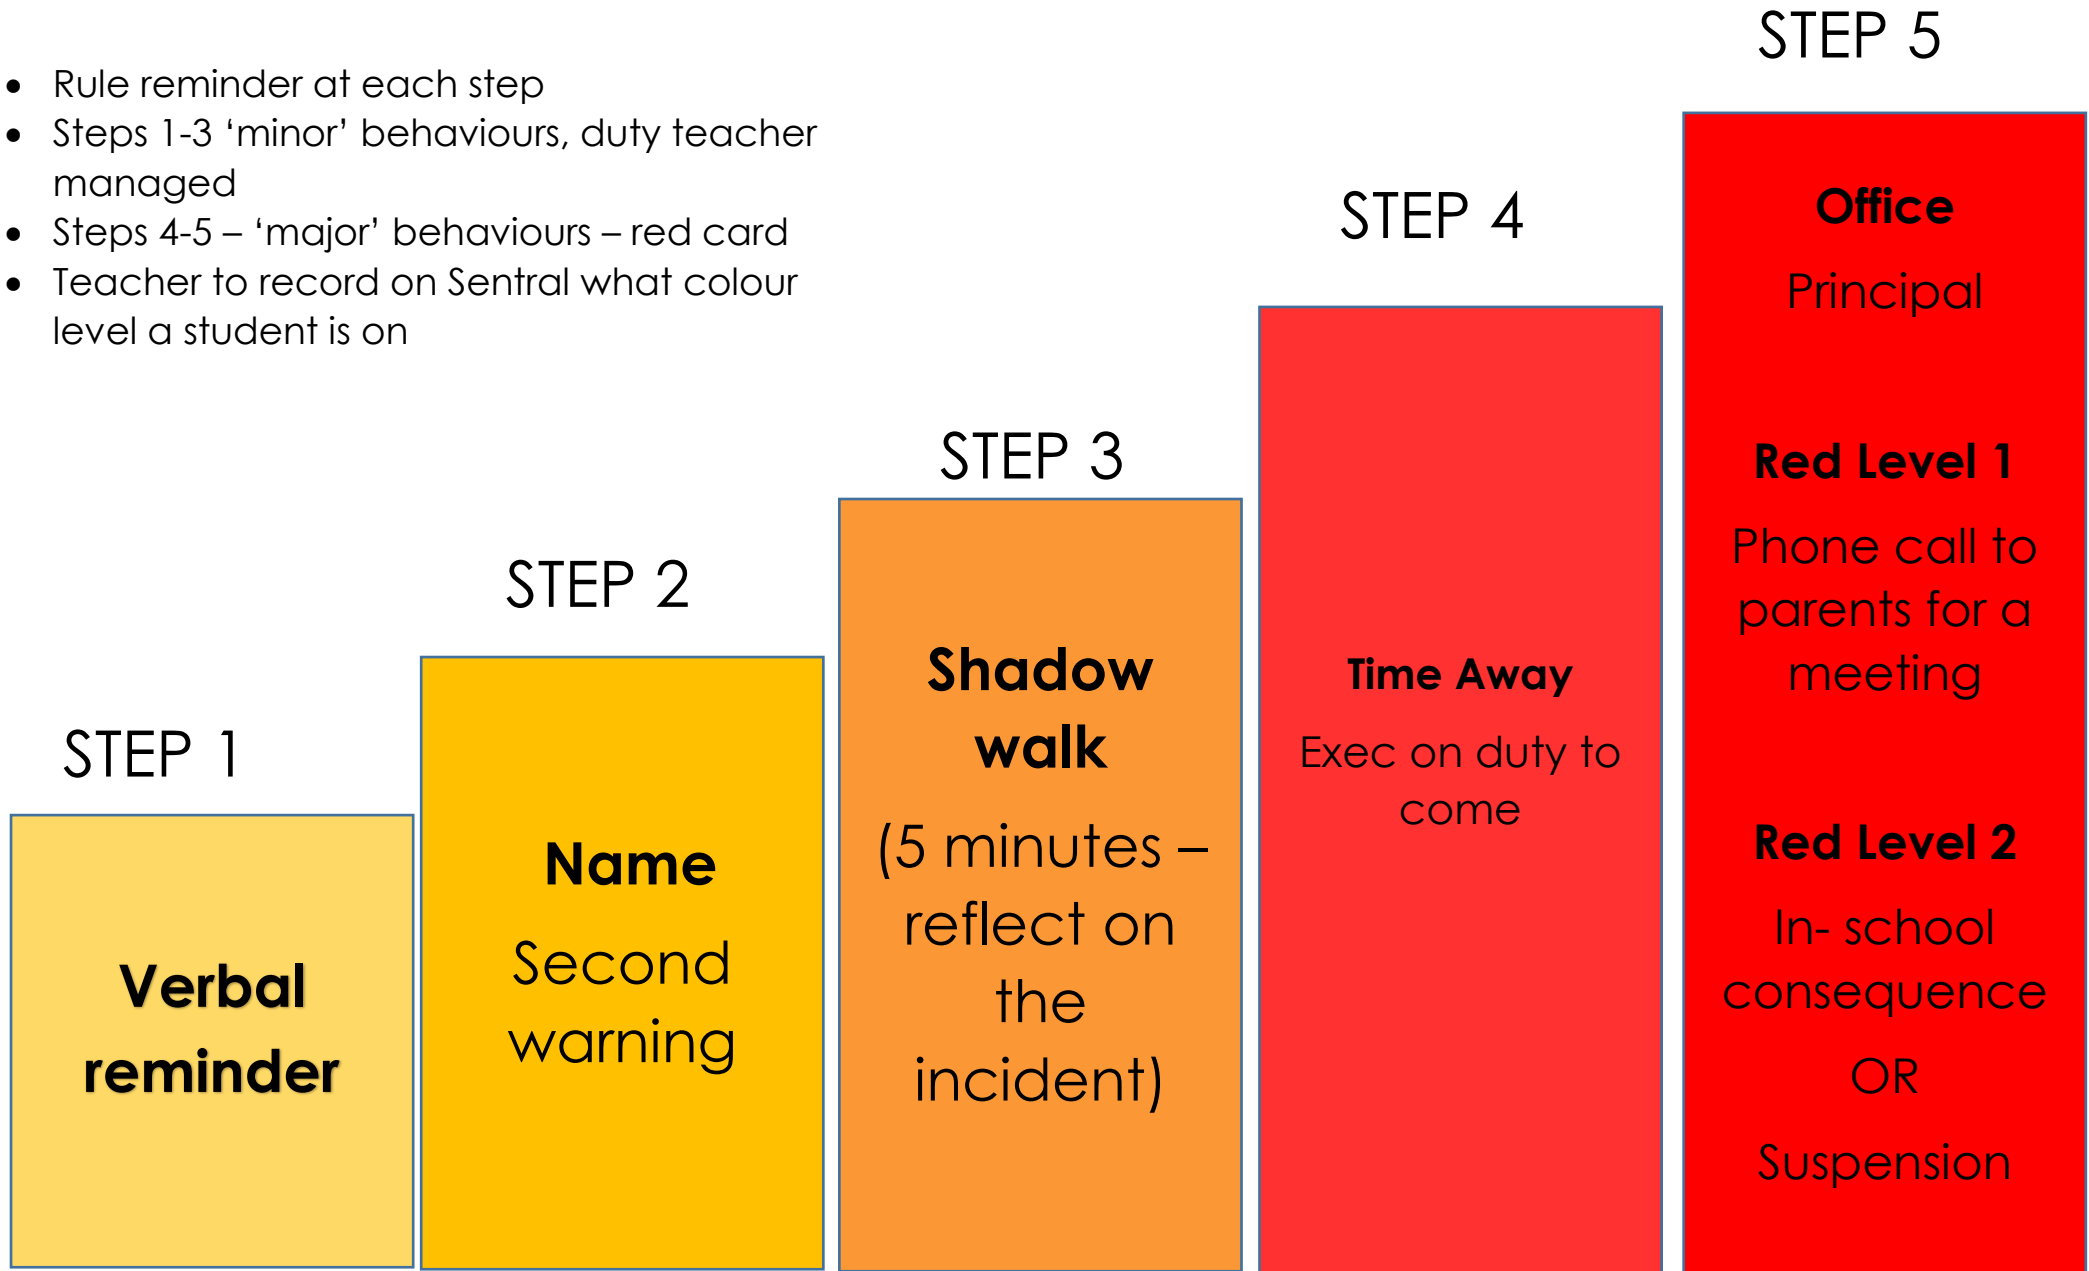 • Rule reminder at each step
• Steps 1-3 ‘minor’ behaviours, duty teacher
managed
• Steps 4-5 – ‘major’ behaviours – red card
• Teacher to record on Sentral what colour
level a student is on
STEP 1
Verbal
reminder
STEP 2
Name
Second
warning
STEP 3
Shadow
walk
(5 minutes –
reflect on
the
incident)
STEP 4
Time Away
Exec on duty to
come
STEP 5
Office
Principal
Red Level 1
Phone call to
parents for a
meeting
Red Level 2
In- school
consequence
OR
Suspension